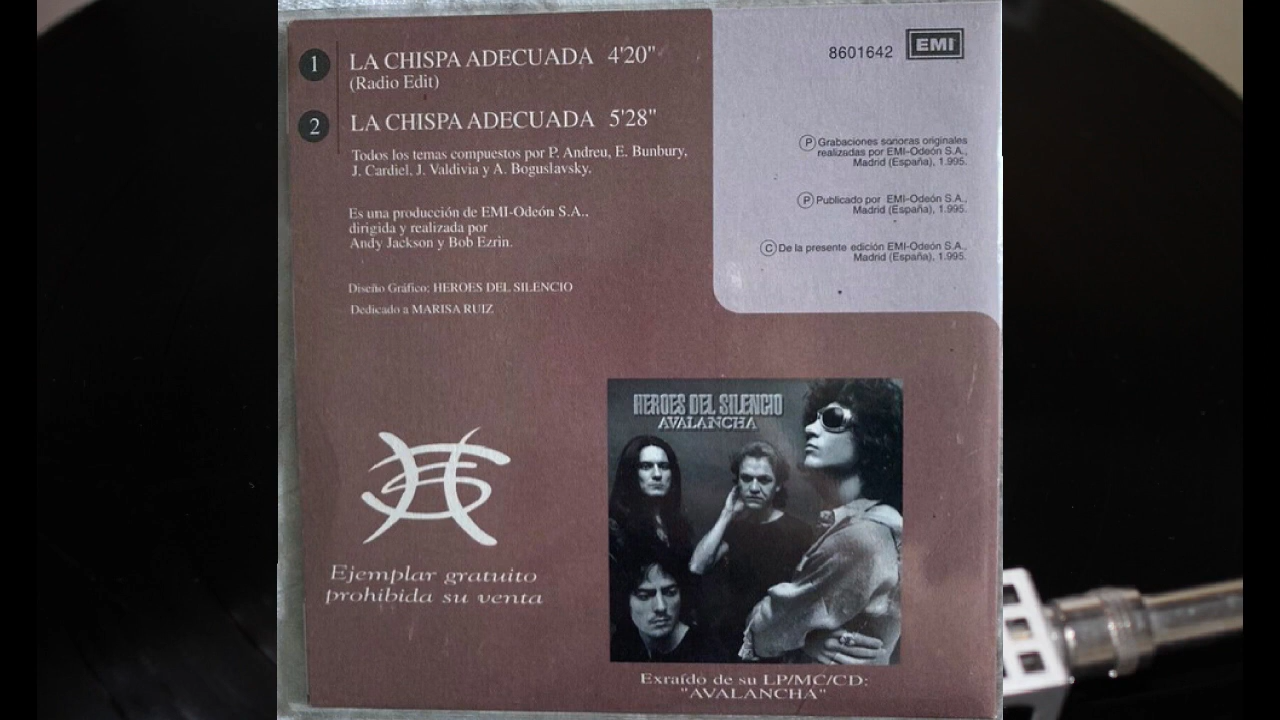 1 LA CHISPA ADECUADA 4'20"
(Radio Edit)
2 LA CHISPA ADECUADA 5'28"
Todos los temas compuestos por P. Andreu, E. Bunbury,
J. Cardiel, J. Valdivia y A. Boguslavsky.
Es una producción de EMI-Odeón S.A.,
dirigida y realizada por
Andy Jackson y Bob Ezrin.
Diseño Gráfico: HEROES DEL SILENCIO
Dedicado a MARISA RUIZ
8601642 EMI
Ⓟ Grabaciones sonoras originales
realizadas por EMI-Odeón S.A.,
Madrid (España), 1.995.
Ⓟ Publicado por EMI-Odeón S.A.,
Madrid (España), 1.995.
Ⓒ De la presente edición EMI-Odeón S.A.,
Madrid (España), 1.995.
HEROES DEL SILENCIO
AVALANCHA
Ejemplar gratuito
prohibida su venta
Exraído de su LP/MC/CD:
"AVALANCHA"